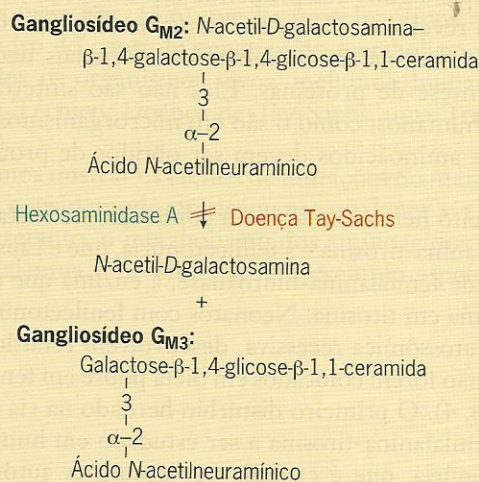 Gangliosídeo GM2: N-acetil-D-galactosamina–
β-1,4-galactose-β-1,4-glicose-β-1,1-ceramida
3
α–2
Ácido N-acetilneuramínico
Hexosaminidase A Doença Tay-Sachs
N-acetil-D-galactosamina
+
Gangliosídeo GM3:
Galactose-β-1,4-glicose-β-1,1-ceramida
3
α–2
Ácido N-acetilneuramínico